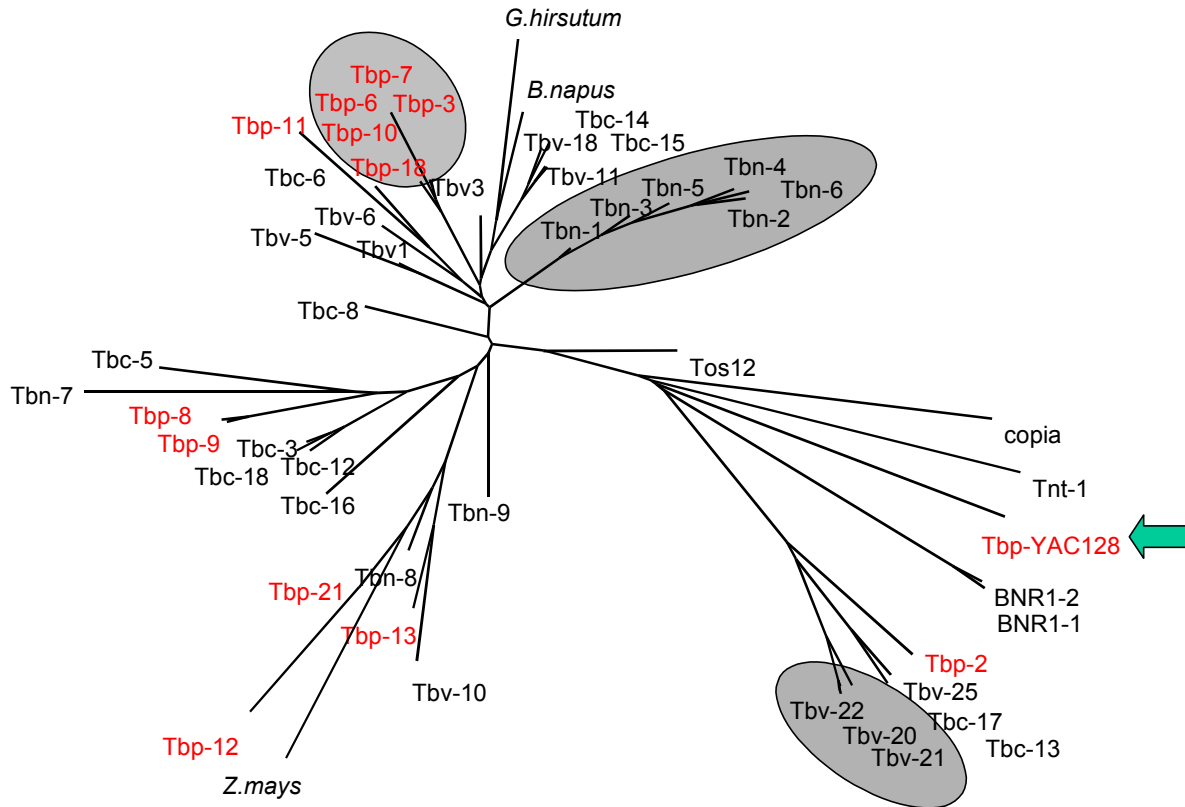 G.hirsutum
Tbp-7
B.napus
Tbp-6 Tbp-3
Tbc-14
Tbp-11
Tbp-10
Tbv-18 Tbc-15
Tbp-18
Tbn-4
Tbc-6
Tbv3
Tbv-11
Tbn-5
Tbn-6
Tbv-6
Tbn-3
Tbn-2
Tbv-5
Tbv1
Tbn-1
Tbc-8
Tbc-5
Tos12
Tbn-7
Tbp-8
copia
Tbp-9
Tbc-3
Tbc-18
Tbc-12
Tnt-1
Tbc-16
Tbn-9
Tbp-YAC128
Tbn-8
Tbp-21
BNR1-2
BNR1-1
Tbp-13
Tbp-2
Tbv-10
Tbv-25
Tbv-22
Tbc-17
Tbv-20
Tbp-12
Tbv-21
Tbc-13
Z.mays